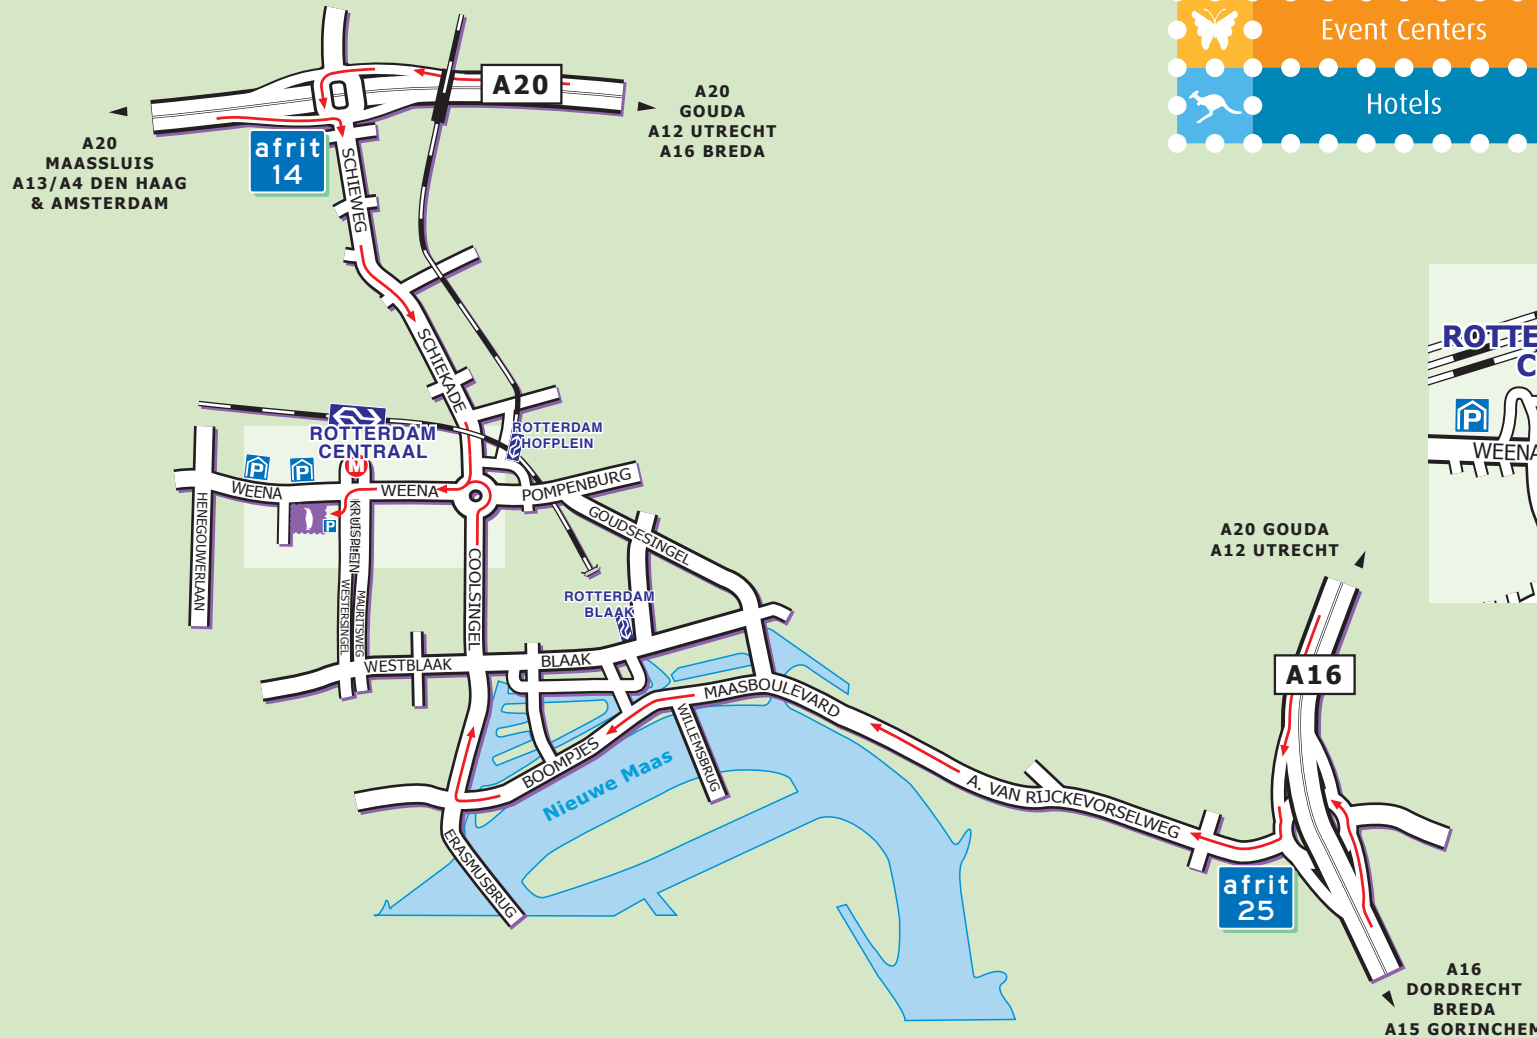 Event Centers
Hotels
A20
A20
GOUDA
A12 UTRECHT
A16 BREDA
A20
MAASSLUIS
A13/A4 DEN HAAG
& AMSTERDAM
afrit
14
SCHIEWEG
SCHIEKADE
ROTTERDAM
CENTRAAL
M
ROTTERDAM
HOFPLEIN
P
P
WEENA
WEENA
POMPENBURG
P
HENEGOUWERLAAN
KRUISPLEIN
WESTERSINGEL
MAURITSWEG
COOLSINGEL
GOUDSESINGEL
ROTTERDAM
BLAAK
WESTBLAAK
BLAAK
MAASBOULEVARD
WILLEMSBRUG
BOOMPJES
Nieuwe Maas
ERASMUSBRUG
A. VAN RIJCKEVORSELWEG
A20 GOUDA
A12 UTRECHT
A16
afrit
25
A16
DORDRECHT
BREDA
A15 GORINCHEM
ROTTE
C
P
WEENA